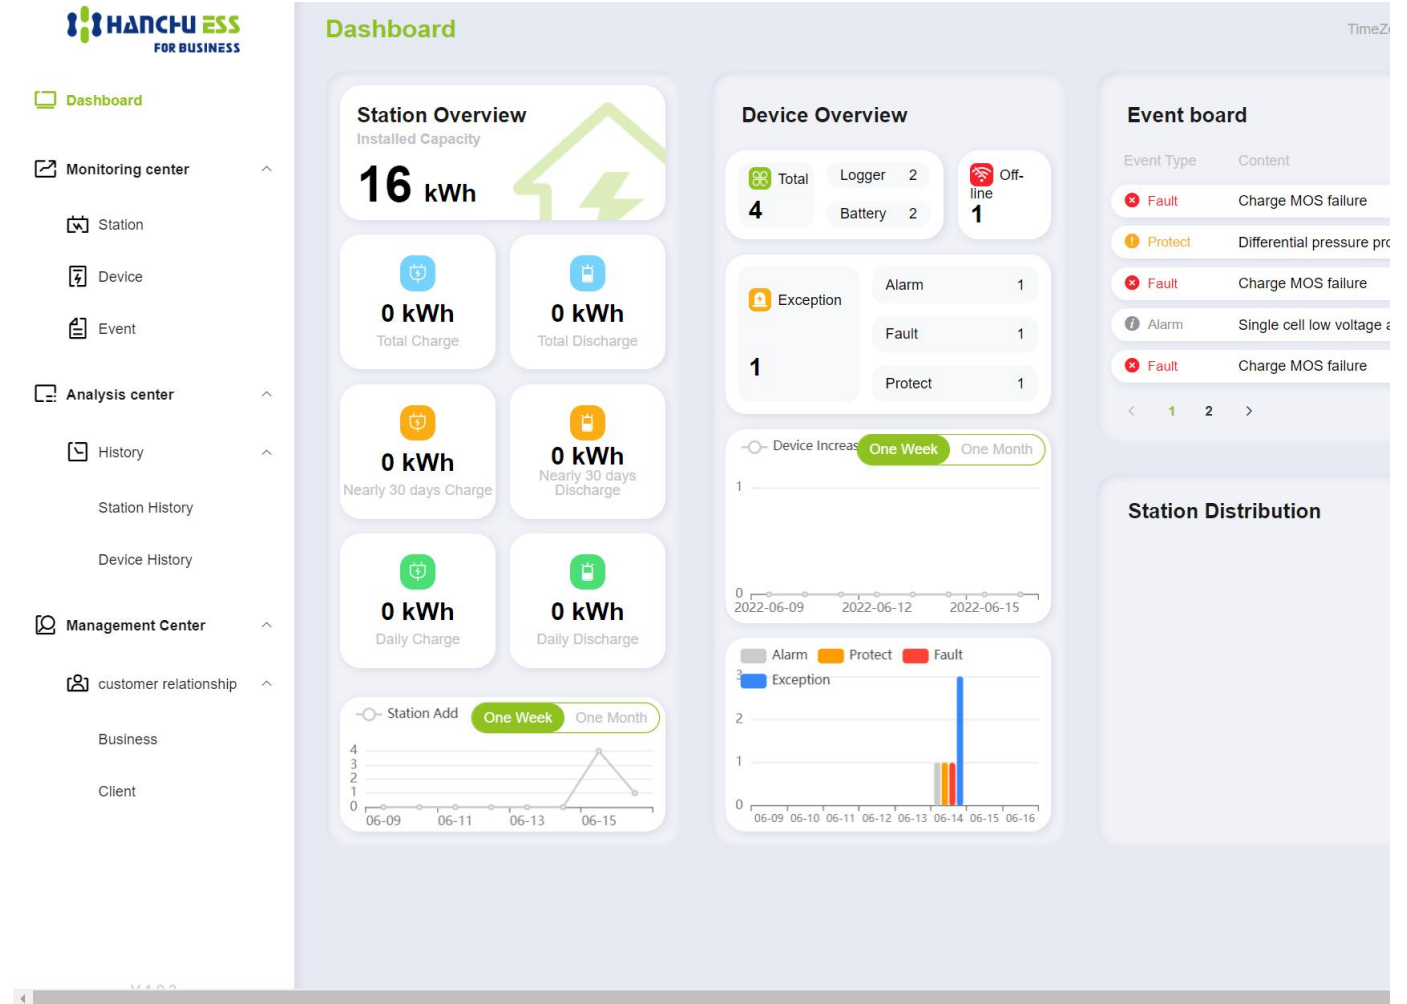 HANCHU ESS
FOR BUSINESS
Dashboard
Monitoring center
Station
Device
Event
Analysis center
History
Station History
Device History
Management Center
customer relationship
Business
Client
Dashboard
Station Overview
Installed Capacity
16 kWh
0 kWh
Total Charge
0 kWh
Total Discharge
0 kWh
Nearly 30 days Charge
0 kWh
Nearly 30 days
Discharge
0 kWh
Daily Charge
0 kWh
Daily Discharge
Station Add
One Week One Month
4
3
2
1
0
06-09 06-11 06-13 06-15
Device Overview
Total
4
Logger 2
Battery 2
Off-
line
1
Exception
1
Alarm 1
Fault 1
Protect 1
Device Increas
One Week One Month
1
0
2022-06-09 2022-06-12 2022-06-15
Alarm Protect Fault
Exception
3
2
1
0
06-09 06-10 06-11 06-12 06-13 06-14 06-15 06-16
TimeZ
Event board
Event Type Content
Fault Charge MOS failure
Protect Differential pressure pro
Fault Charge MOS failure
Alarm Single cell low voltage a
Fault Charge MOS failure
< 1 2 >
Station Distribution